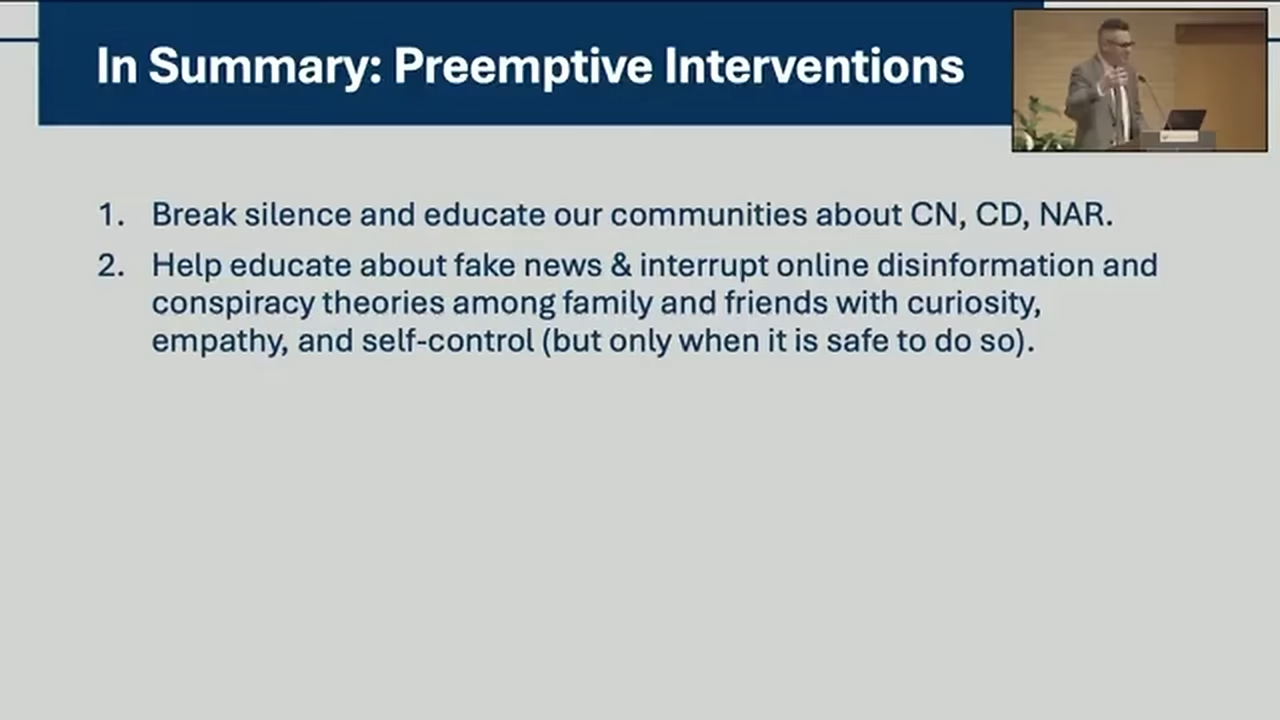 In Summary: Preemptive Interventions
1. Break silence and educate our communities about CN, CD, NAR.
2. Help educate about fake news & interrupt online disinformation and
conspiracy theories among family and friends with curiosity,
empathy, and self-control (but only when it is safe to do so).